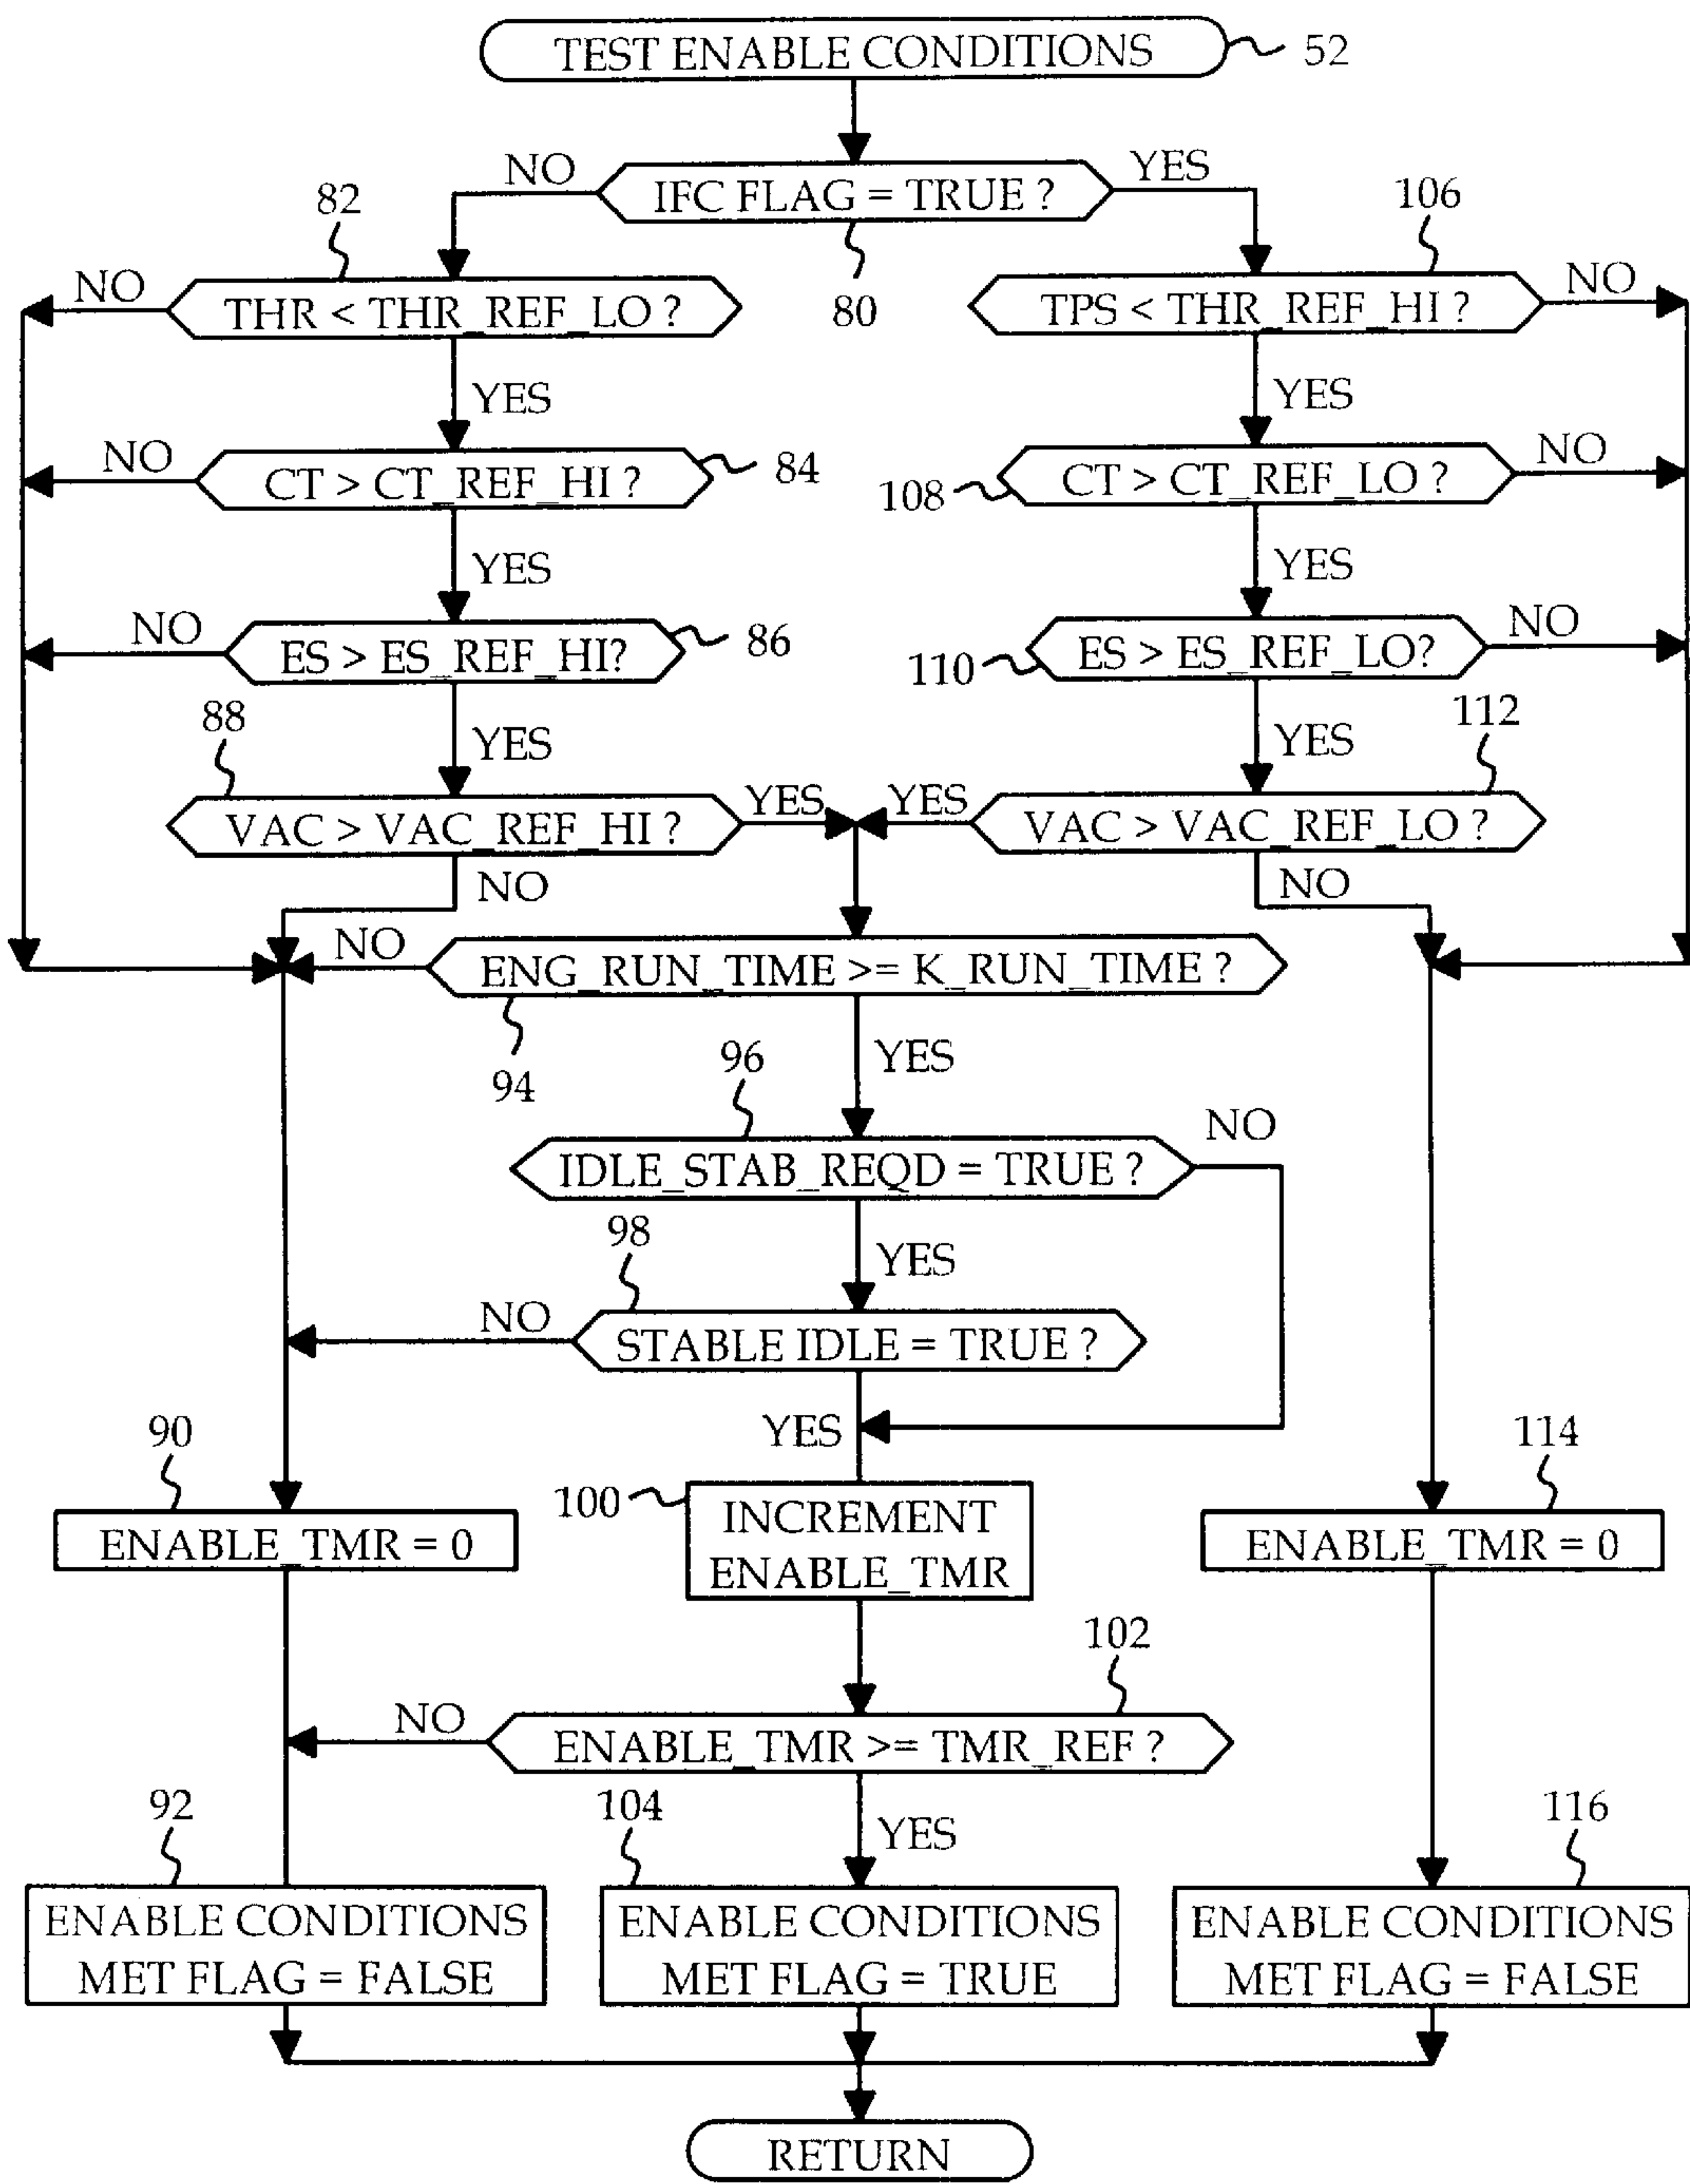 TEST ENABLE CONDITIONS
52
NO
IFC FLAG = TRUE ?
YES
80
82
106
NO
THR < THR_REF_LO ?
TPS < THR_REF_HI ?
NO
YES
YES
NO
CT > CT_REF_HI ?
84
108
CT > CT_REF_LO ?
NO
YES
YES
NO
ES > ES_REF_HI?
86
110
ES > ES_REF_LO?
NO
88
YES
YES
112
VAC > VAC_REF_HI ?
YES
YES
VAC > VAC_REF_LO ?
NO
NO
NO
ENG_RUN_TIME >= K_RUN_TIME ?
94
YES
96
NO
IDLE_STAB_REQD = TRUE ?
98
YES
NO
STABLE IDLE = TRUE ?
YES
90
114
ENABLE_TMR = 0
100
INCREMENT
ENABLE_TMR
ENABLE_TMR = 0
102
NO
ENABLE_TMR >= TMR_REF ?
92
104
YES
116
ENABLE CONDITIONS
MET FLAG = FALSE
ENABLE CONDITIONS
MET FLAG = TRUE
ENABLE CONDITIONS
MET FLAG = FALSE
RETURN